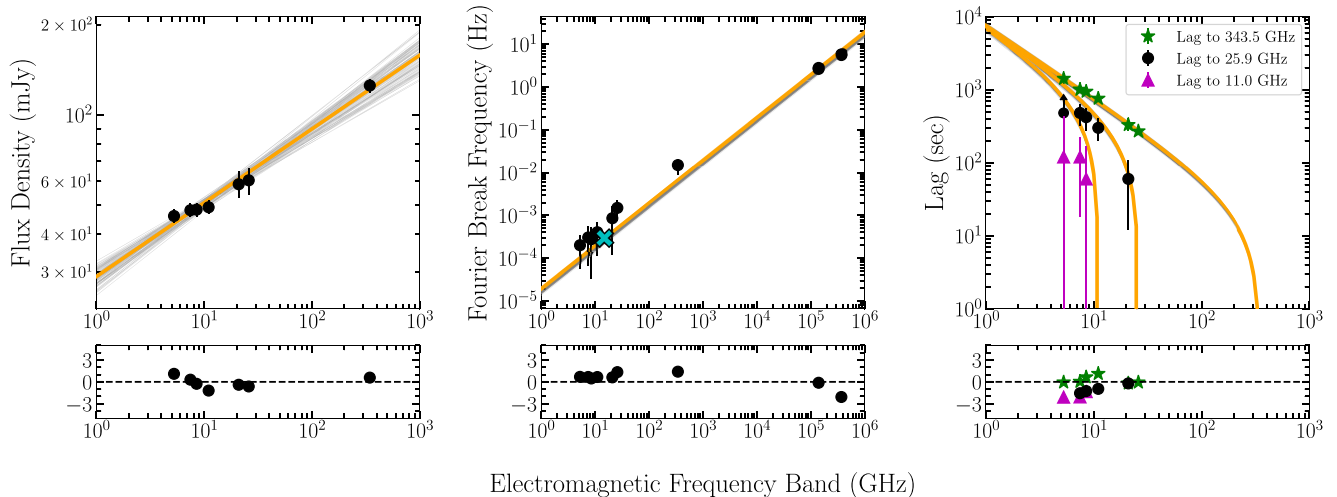 Flux Density (mJy)
2 × 10²
10²
6 × 10¹
4 × 10¹
3 × 10¹
10⁰ 10¹ 10² 10³
3
0
−3
10⁰ 10¹ 10² 10³
Fourier Break Frequency (Hz)
10¹
10⁰
10⁻¹
10⁻²
10⁻³
10⁻⁴
10⁻⁵
10⁰ 10¹ 10² 10³ 10⁴ 10⁵ 10⁶
3
0
−3
10⁰ 10¹ 10² 10³ 10⁴ 10⁵ 10⁶
Lag (sec)
10⁴
10³
10²
10¹
10⁰
Lag to 343.5 GHz
Lag to 25.9 GHz
Lag to 11.0 GHz
10⁰ 10¹ 10² 10³
3
0
−3
10⁰ 10¹ 10² 10³
Electromagnetic Frequency Band (GHz)